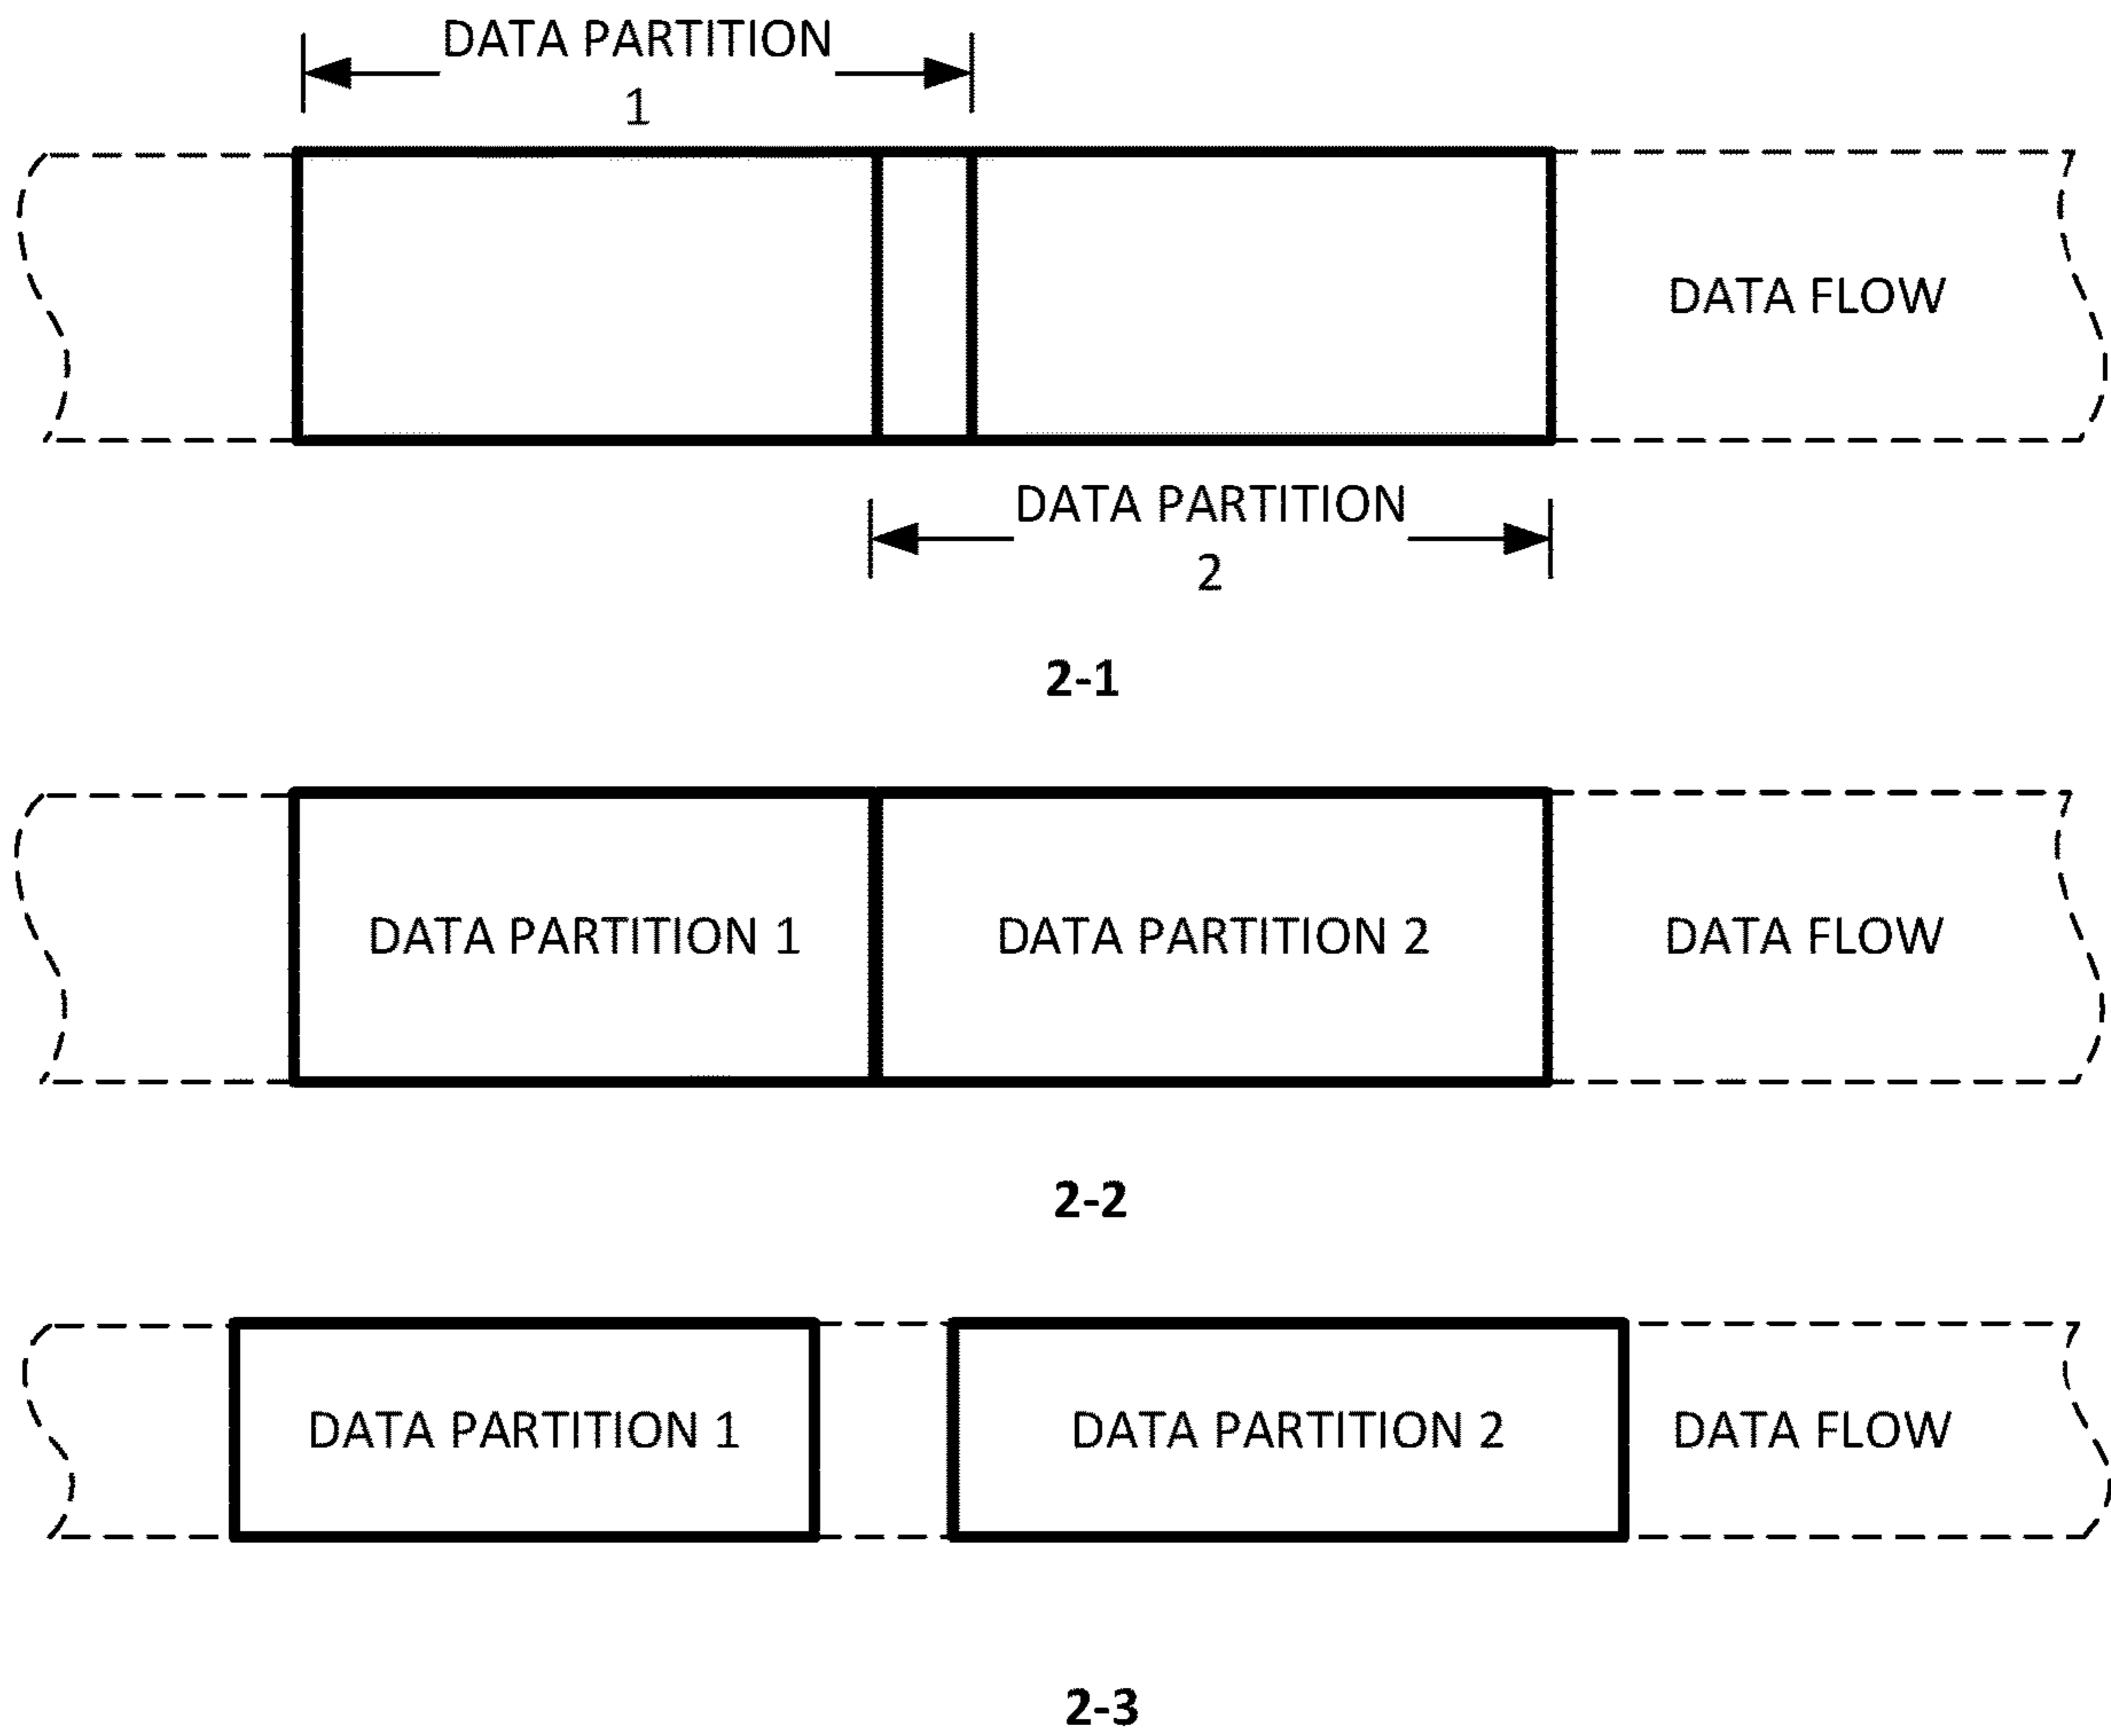 DATA PARTITION
1
DATA FLOW
DATA PARTITION
2
2-1
DATA PARTITION 1
DATA PARTITION 2
DATA FLOW
2-2
DATA PARTITION 1
DATA PARTITION 2
DATA FLOW
2-3